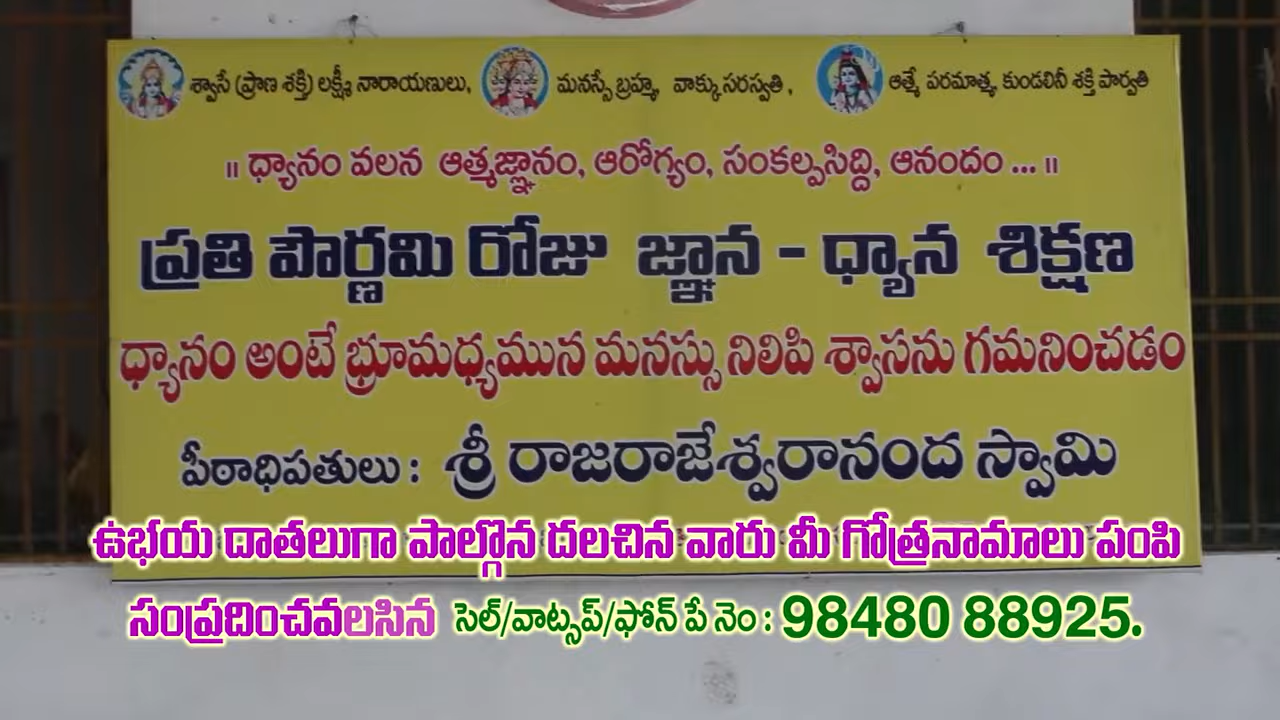 శ్వాసే (ప్రాణ శక్తి) లక్ష్మీ నారాయణులు, మనస్సే బ్రహ్మ, వాక్కు సరస్వతి, ఆత్మే పరమాత్మ, కుండలినీ శక్తి పార్వతి
॥ ధ్యానం వలన ఆత్మజ్ఞానం, ఆరోగ్యం, సంకల్పసిద్ది, ఆనందం ... ॥
ప్రతి పౌర్ణమి రోజు జ్ఞాన - ధ్యాన శిక్షణ
ధ్యానం అంటే భ్రూమధ్యమున మనస్సు నిలిపి శ్వాసను గమనించడం
పీఠాధిపతులు : శ్రీ రాజరాజేశ్వరానంద స్వామి
ఉభయ దాతలుగా పాల్గొన దలచిన వారు మీ గోత్రనామాలు పంపి
సంప్రదించవలసిన సెల్/వాట్సప్/ఫోన్ పే నెం : 98480 88925.